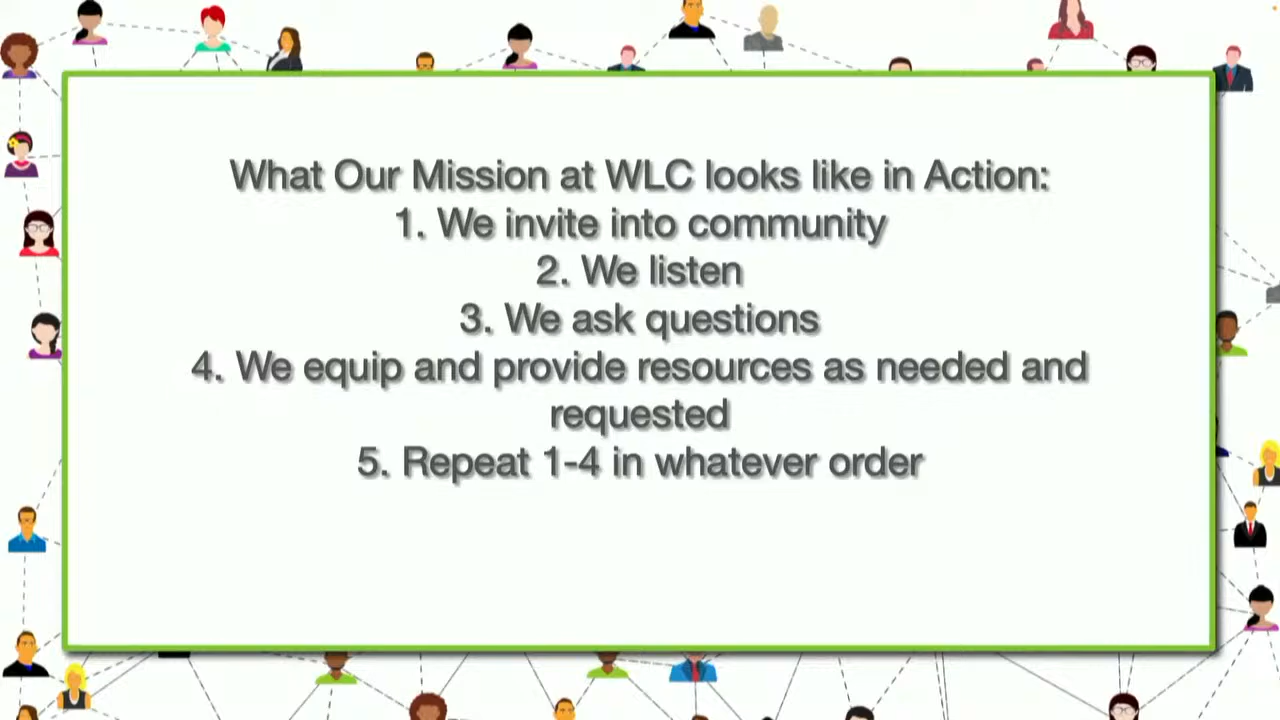 What Our Mission at WLC looks like in Action:
1. We invite into community
2. We listen
3. We ask questions
4. We equip and provide resources as needed and
requested
5. Repeat 1-4 in whatever order